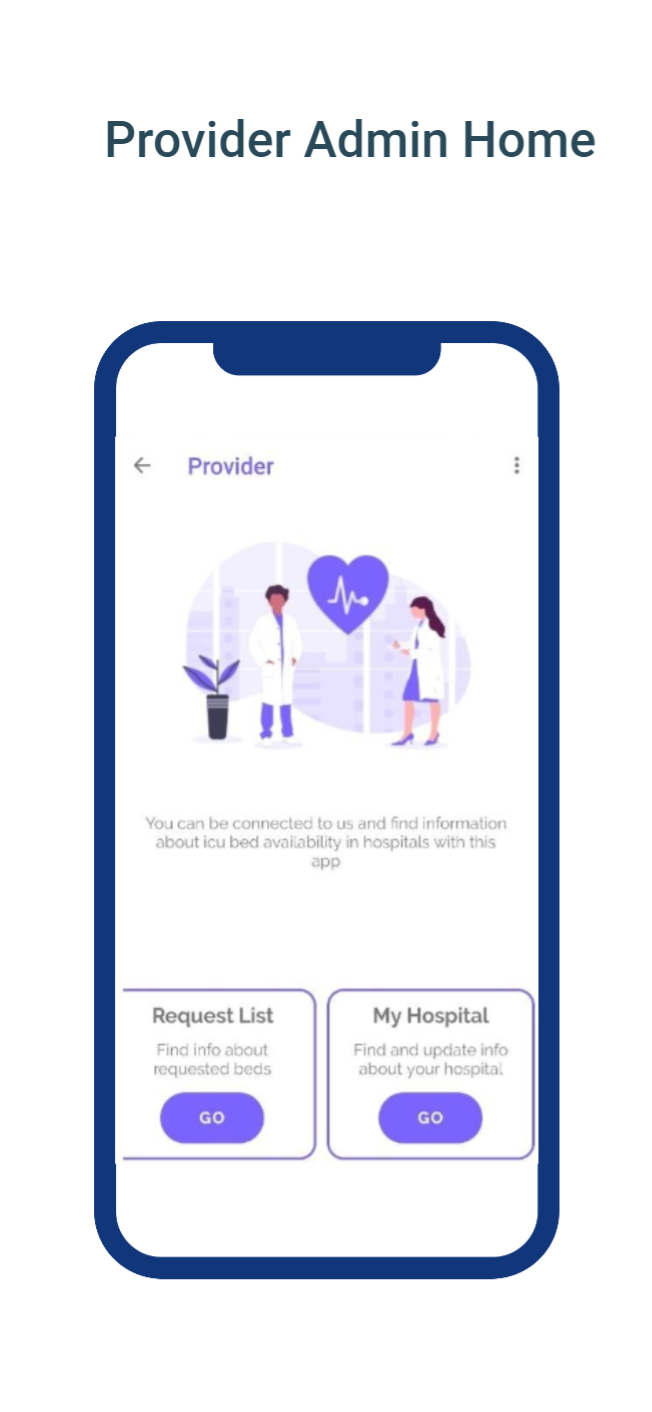 Provider Admin Home
Provider
You can be connected to us and find information
about icu bed availability in hospitals with this
app
Request List
Find info about
requested beds
GO
My Hospital
Find and update info
about your hospital
GO